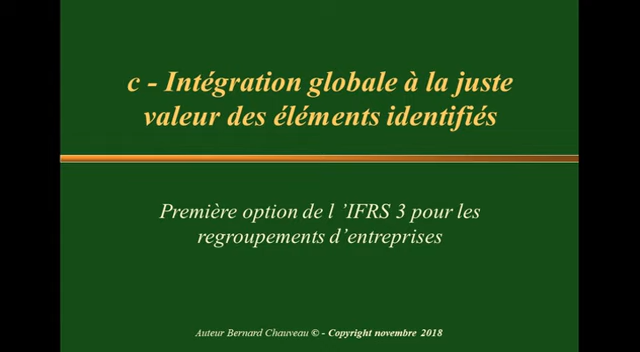 c - Intégration globale à la juste
valeur des éléments identifiés
Première option de l ’IFRS 3 pour les
regroupements d’entreprises
Auteur Bernard Chauveau © - Copyright novembre 2018